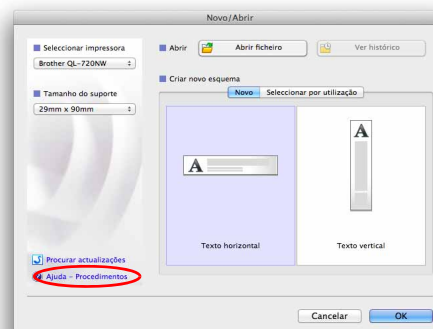 Novo/Abrir
Seleccionar impressora
Brother QL-720NW
Tamanho do suporte
29mm x 90mm
Procurar actualizações
Ajuda - Procedimentos
Abrir
Abrir ficheiro
Ver histórico
Criar novo esquema
Novo
Seleccionar por utilização
A
Texto horizontal
A
Texto vertical
Cancelar
OK